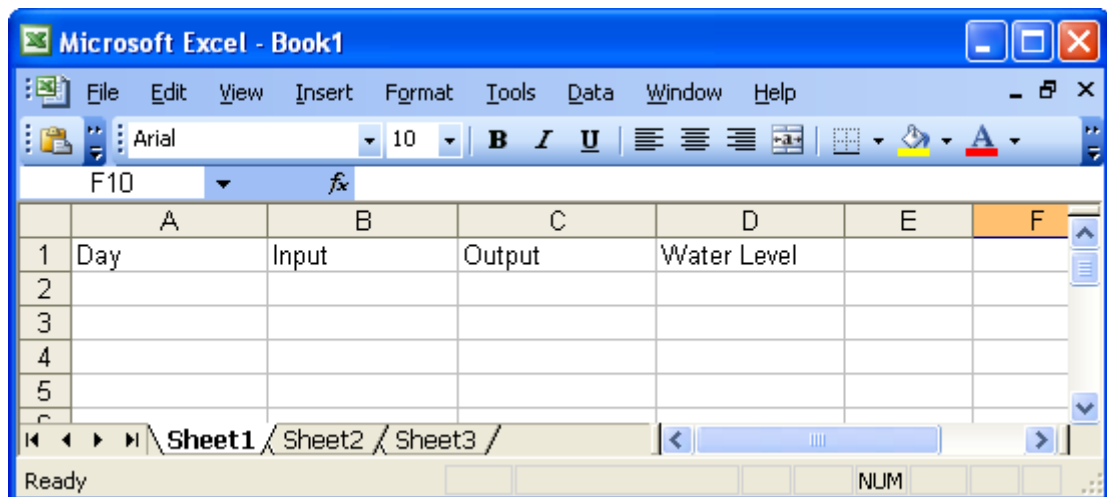 Microsoft Excel - Book1
File Edit View Insert Format Tools Data Window Help
Arial 10 B I U A
F10 fx
A B C D E F
1 Day Input Output Water Level
2
3
4
5
Sheet1 Sheet2 Sheet3
Ready NUM